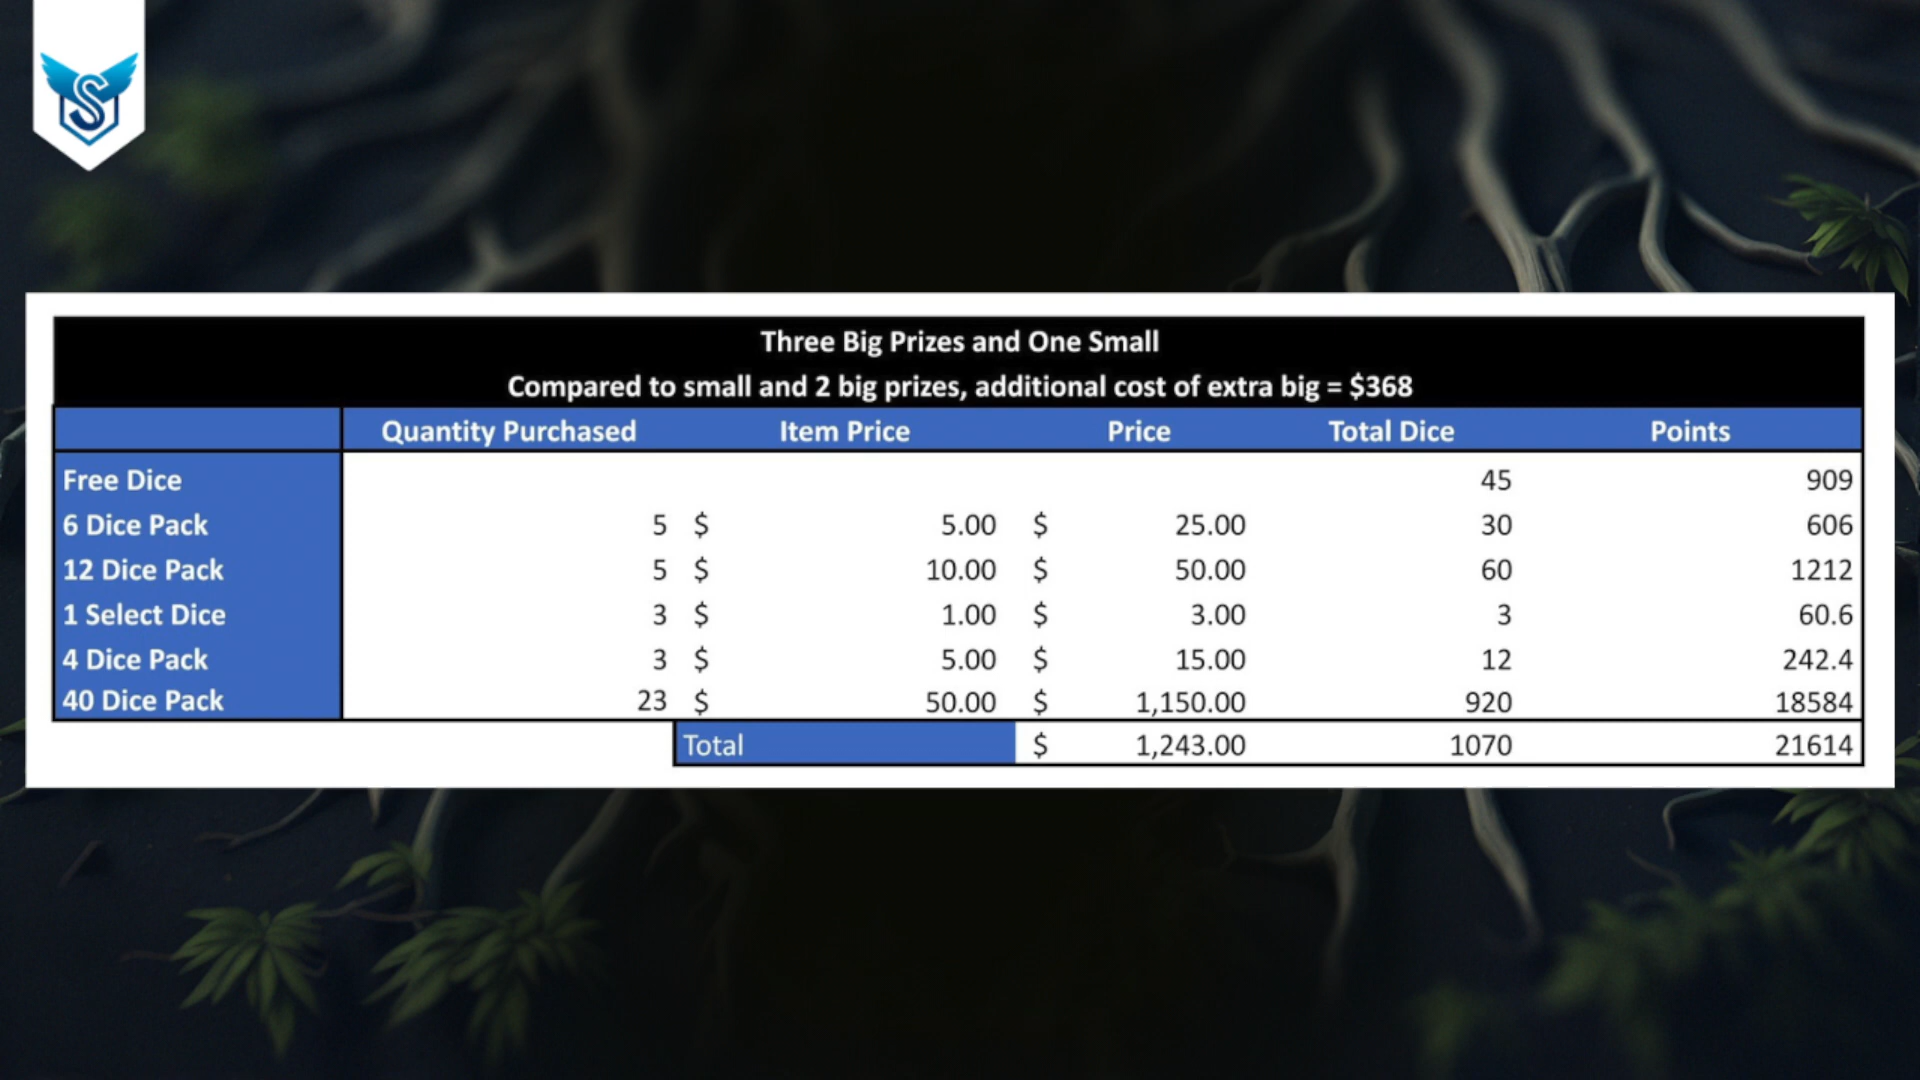 S
Three Big Prizes and One Small
Compared to small and 2 big prizes, additional cost of extra big = $368
Quantity Purchased Item Price Price Total Dice Points
Free Dice 45 909
6 Dice Pack 5 $ 5.00 $ 25.00 30 606
12 Dice Pack 5 $ 10.00 $ 50.00 60 1212
1 Select Dice 3 $ 1.00 $ 3.00 3 60.6
4 Dice Pack 3 $ 5.00 $ 15.00 12 242.4
40 Dice Pack 23 $ 50.00 $ 1,150.00 920 18584
Total $ 1,243.00 1070 21614